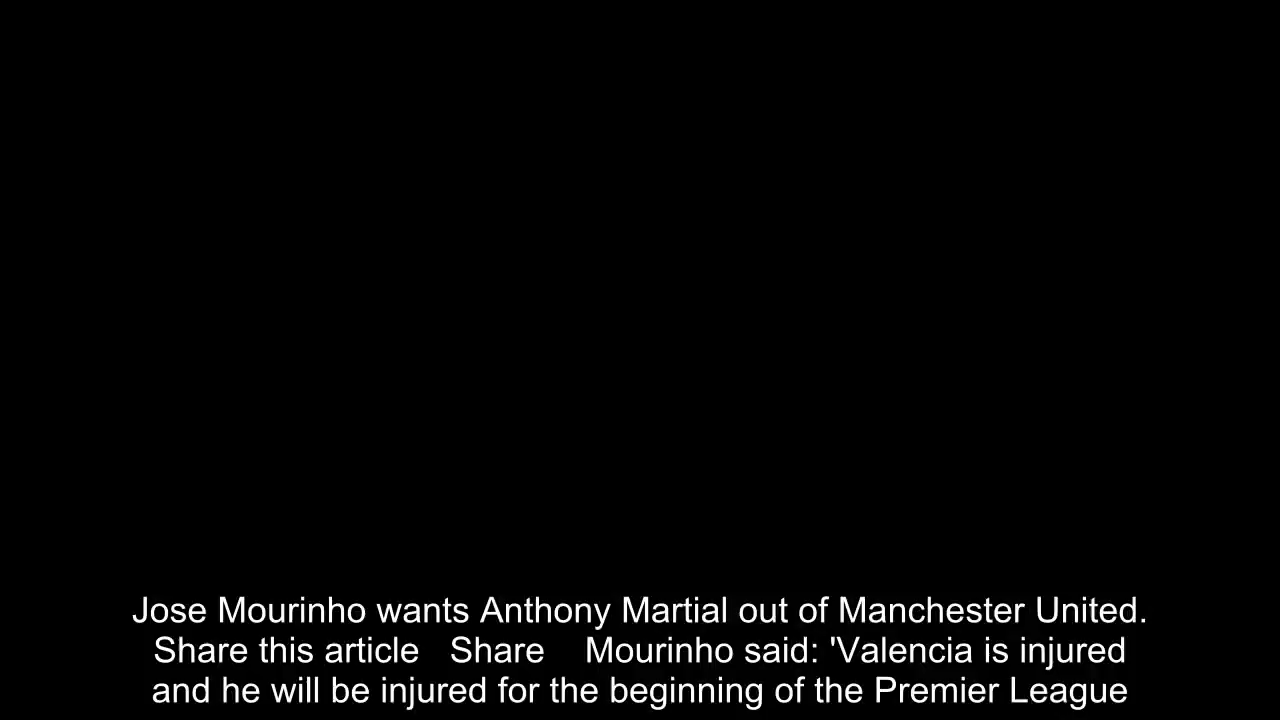 Jose Mourinho wants Anthony Martial out of Manchester United.
Share this article   Share    Mourinho said: 'Valencia is injured
and he will be injured for the beginning of the Premier League